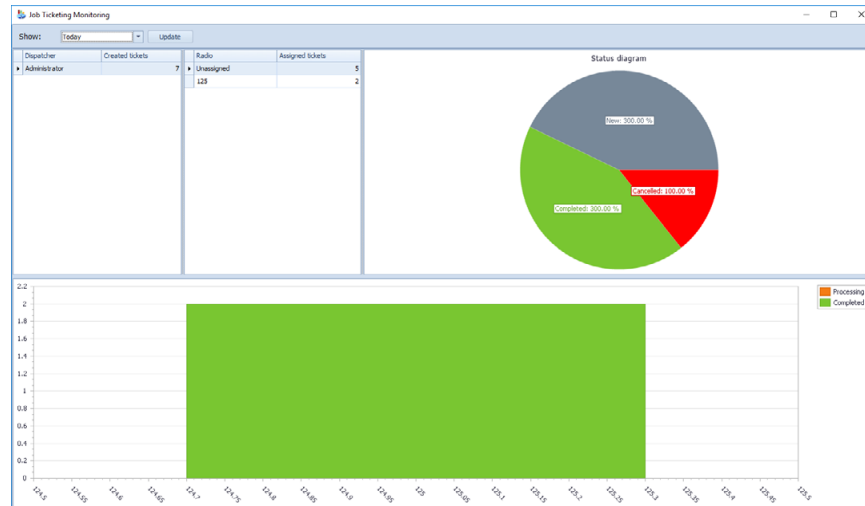 Job Ticketing Monitoring
Show: Today Update
Dispatcher Created tickets
Administrator 7
Radio Assigned tickets
Unassigned 5
125 2
Status diagram
New: 300.00 %
Cancelled: 100.00 %
Completed: 300.00 %
2.2
2
1.8
1.6
1.4
1.2
1
0.8
0.6
0.4
0.2
0
124.5 124.55 124.6 124.65 124.7 124.75 124.8 124.85 124.9 124.95 125 125.05 125.1 125.15 125.2 125.25 125.3 125.35 125.4 125.45 125.5
Processing
Completed